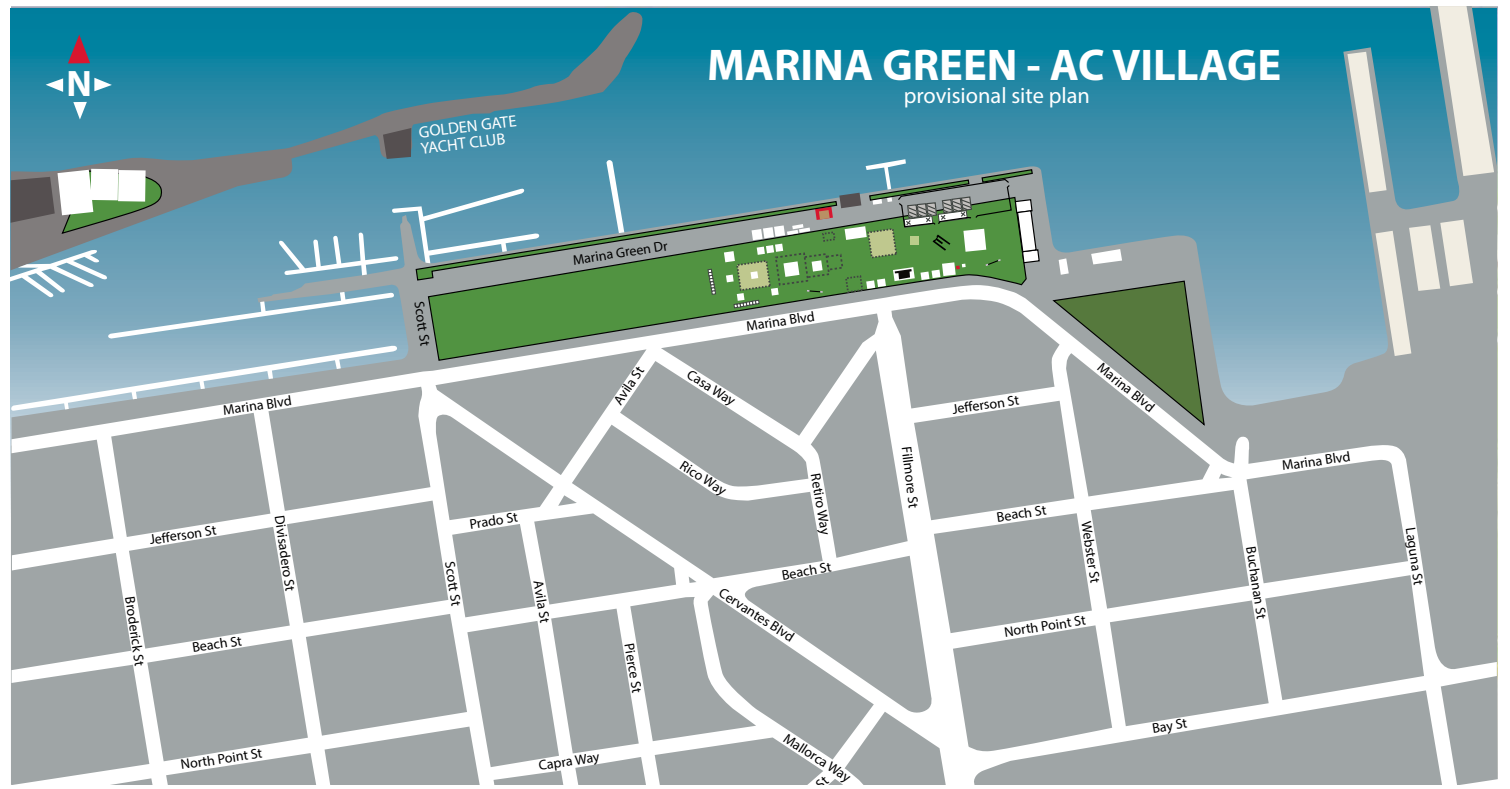 MARINA GREEN - AC VILLAGE
provisional site plan
N
GOLDEN GATE
YACHT CLUB
Marina Green Dr
Scott St
Marina Blvd
Marina Blvd
Avila St
Casa Way
Marina Blvd
Jefferson St
Rico Way
Retiro Way
Fillmore St
Marina Blvd
Jefferson St
Divisadero St
Prado St
Beach St
Webster St
Buchanan St
Laguna St
Scott St
Avila St
Beach St
Cervantes Blvd
Broderick St
Beach St
Pierce St
North Point St
Bay St
North Point St
Capra Way
Mallorca Way
St